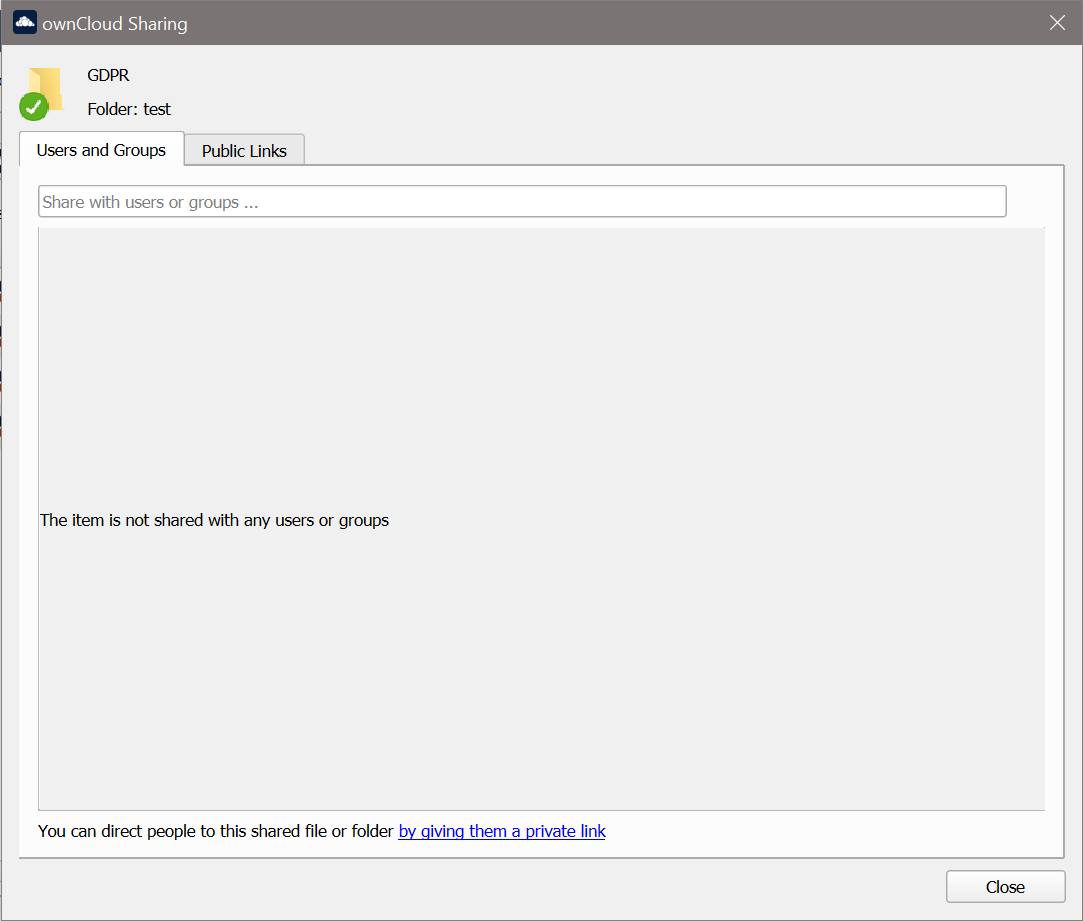 ownCloud Sharing
GDPR
Folder: test
Users and Groups
Public Links
Share with users or groups ...
The item is not shared with any users or groups
You can direct people to this shared file or folder by giving them a private link
Close